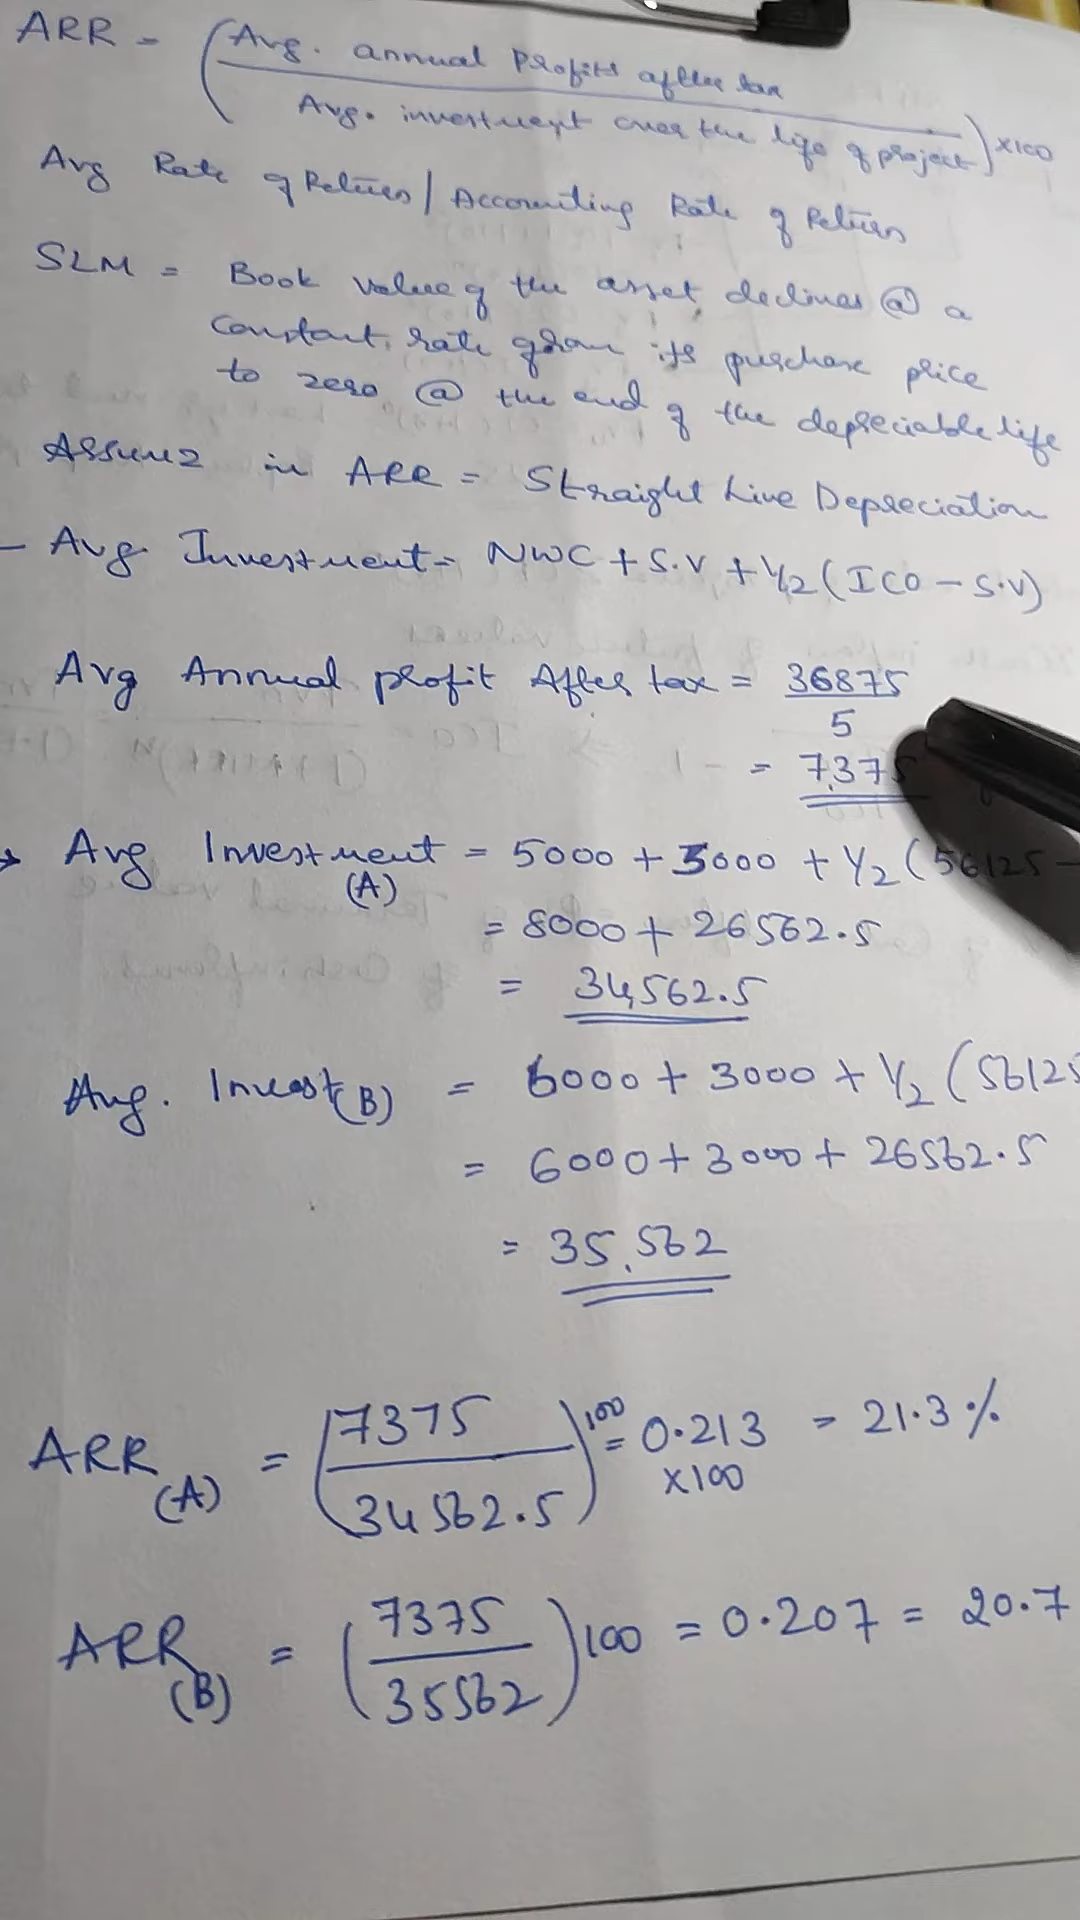 ARR = (Avg. annual profits after tax
Avg. investment over the life of project) x100
Avg Rate of Return / Accounting Rate of Return
SLM = Book value of the asset declines @ a
constant rate from its purchase price
to zero @ the end of the depreciable life
Assume in ARR = Straight Line Depreciation
- Avg Investment = NWC + S.V + 1/2 (ICO - S.V)
Avg Annual profit After tax = 36875
5
= 7,375
Avg Investment (A) = 5000 + 3000 + 1/2 (56125 -
= 8000 + 26562.5
= 34,562.5
Avg. Invest (B) = 6000 + 3000 + 1/2 (56125
= 6000 + 3000 + 26562.5
= 35,562
ARR (A) = (7375 / 34562.5) 100 = 0.213 x100 = 21.3 %
ARR (B) = (7375 / 35562) 100 = 0.207 = 20.7